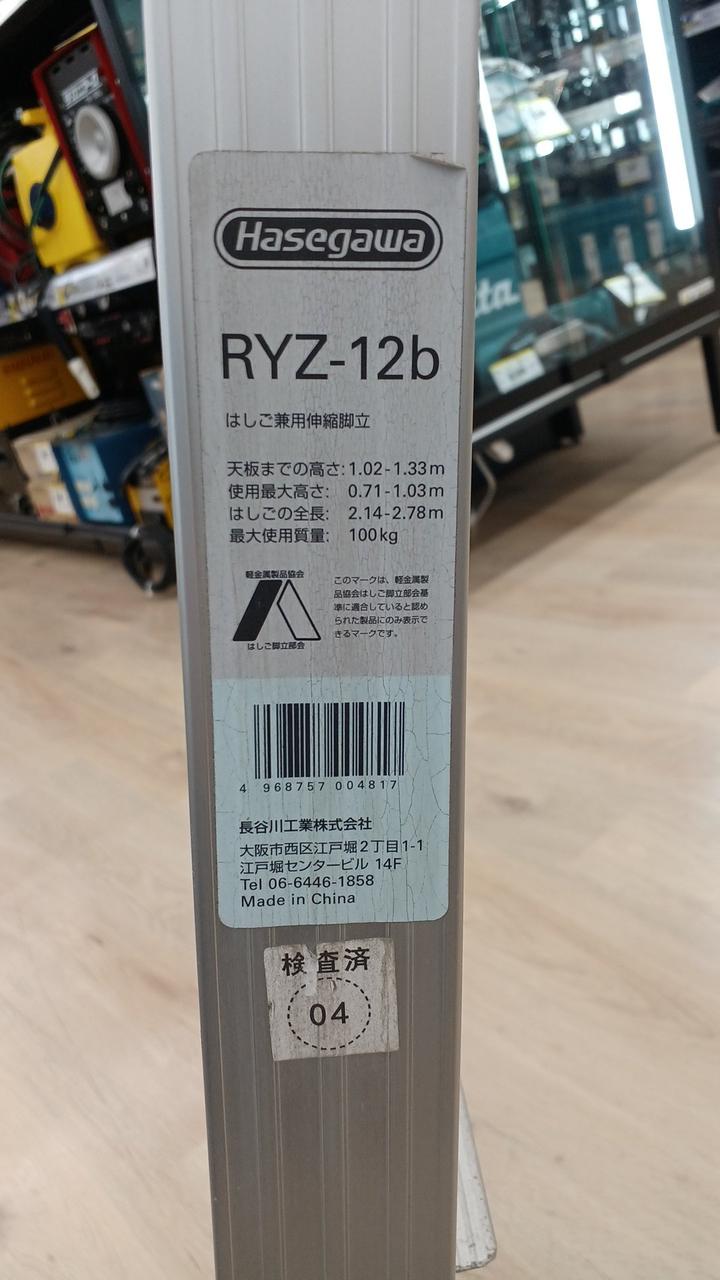 Hasegawa
RYZ-12b
はしご兼用伸縮脚立
天板までの高さ: 1.02-1.33m
使用最大高さ: 0.71-1.03m
はしごの全長: 2.14-2.78m
最大使用質量: 100kg
軽金属製品協会
はしご脚立部会
このマークは、軽金属製
品協会はしご脚立部会基
準に適合していると認め
られた製品にのみ表示で
きるマークです。
4 968757 004817
長谷川工業株式会社
大阪市西区江戸堀2丁目1-1
江戸堀センタービル 14F
Tel 06-6446-1858
Made in China
検査済
04